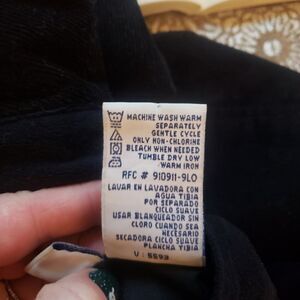 MACHINE WASH WARM
SEPARATELY
GENTLE CYCLE
ONLY NON-CHLORINE
BLEACH WHEN NEEDED
TUMBLE DRY LOW
WARM IRON
RFC # 910911-9L0
LAVAR EN LAVADORA CON
AGUA TIBIA
POR SEPARADO
CICLO SUAVE
USAR BLANQUEADOR SIN
CLORO CUANDO SEA
NECESARIO
SECADORA CICLO SUAVE
PLANCHA TIBIA
V: 5593